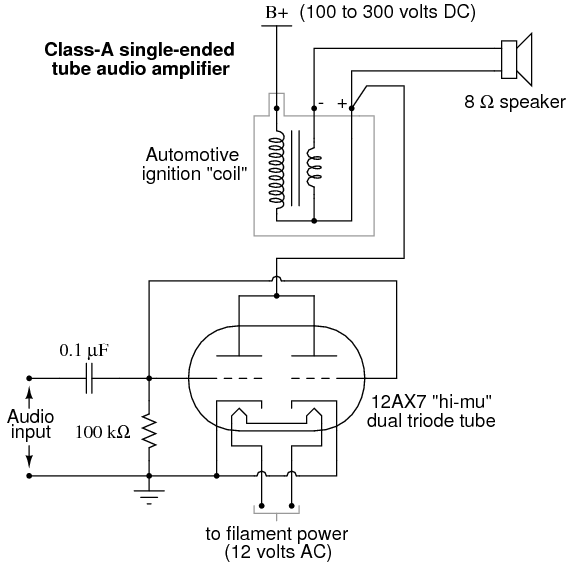 B+ (100 to 300 volts DC)
Class-A single-ended
tube audio amplifier
- +
8 Ω speaker
Automotive
ignition "coil"
0.1 µF
Audio
input
100 kΩ
12AX7 "hi-mu"
dual triode tube
to filament power
(12 volts AC)